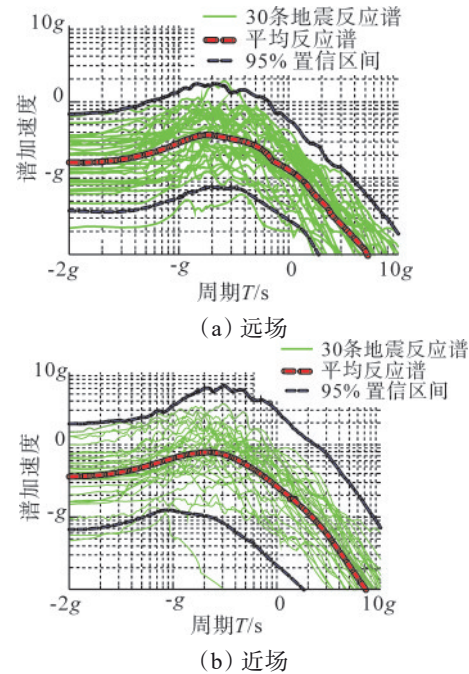 30条地震反应谱
平均反应谱
95% 置信区间
10g
0
-g
谱加速度
-2g
-g
0
10g
周期T/s
（a）远场
30条地震反应谱
平均反应谱
95% 置信区间
10g
0
-g
谱加速度
-2g
-g
0
10g
周期T/s
（b）近场